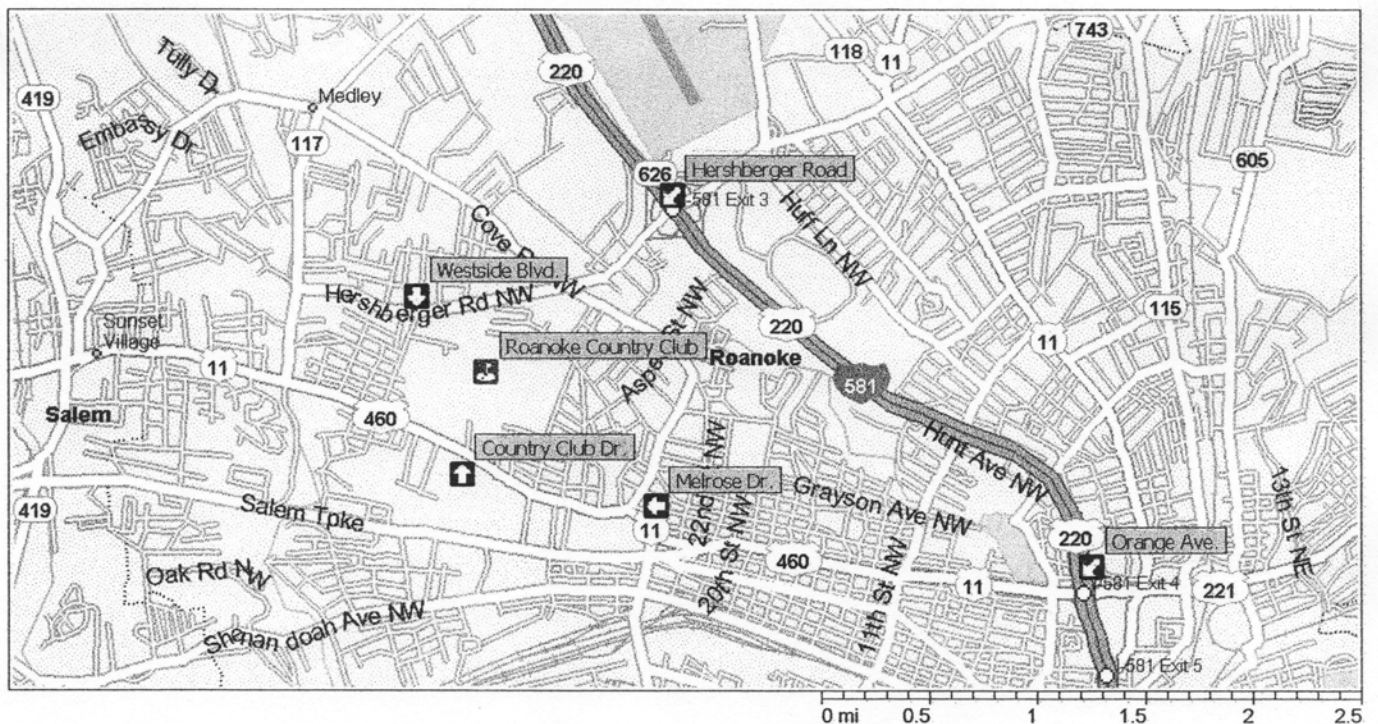 743
118
11
220
419
Tully Dr
Medley
Embassy Dr
117
605
626
Hershberger Road
I-581 Exit 3
Huff Ln NW
Cove Rd NW
Westside Blvd.
Hershberger Rd NW
Sunset
Village
Aspen St NW
220
115
11
11
Roanoke Country Club
Roanoke
581
Salem
460
Country Club Dr.
Hunt Ave NW
Melrose Dr.
22nd St NW
Grayson Ave NW
13th St NE
419
Salem Tpke
11
20th St NW
220
Orange Ave.
460
11th St NW
11
I-581 Exit 4
221
Oak Rd NW
Shenandoah Ave NW
I-581 Exit 5
0 mi 0.5 1 1.5 2 2.5